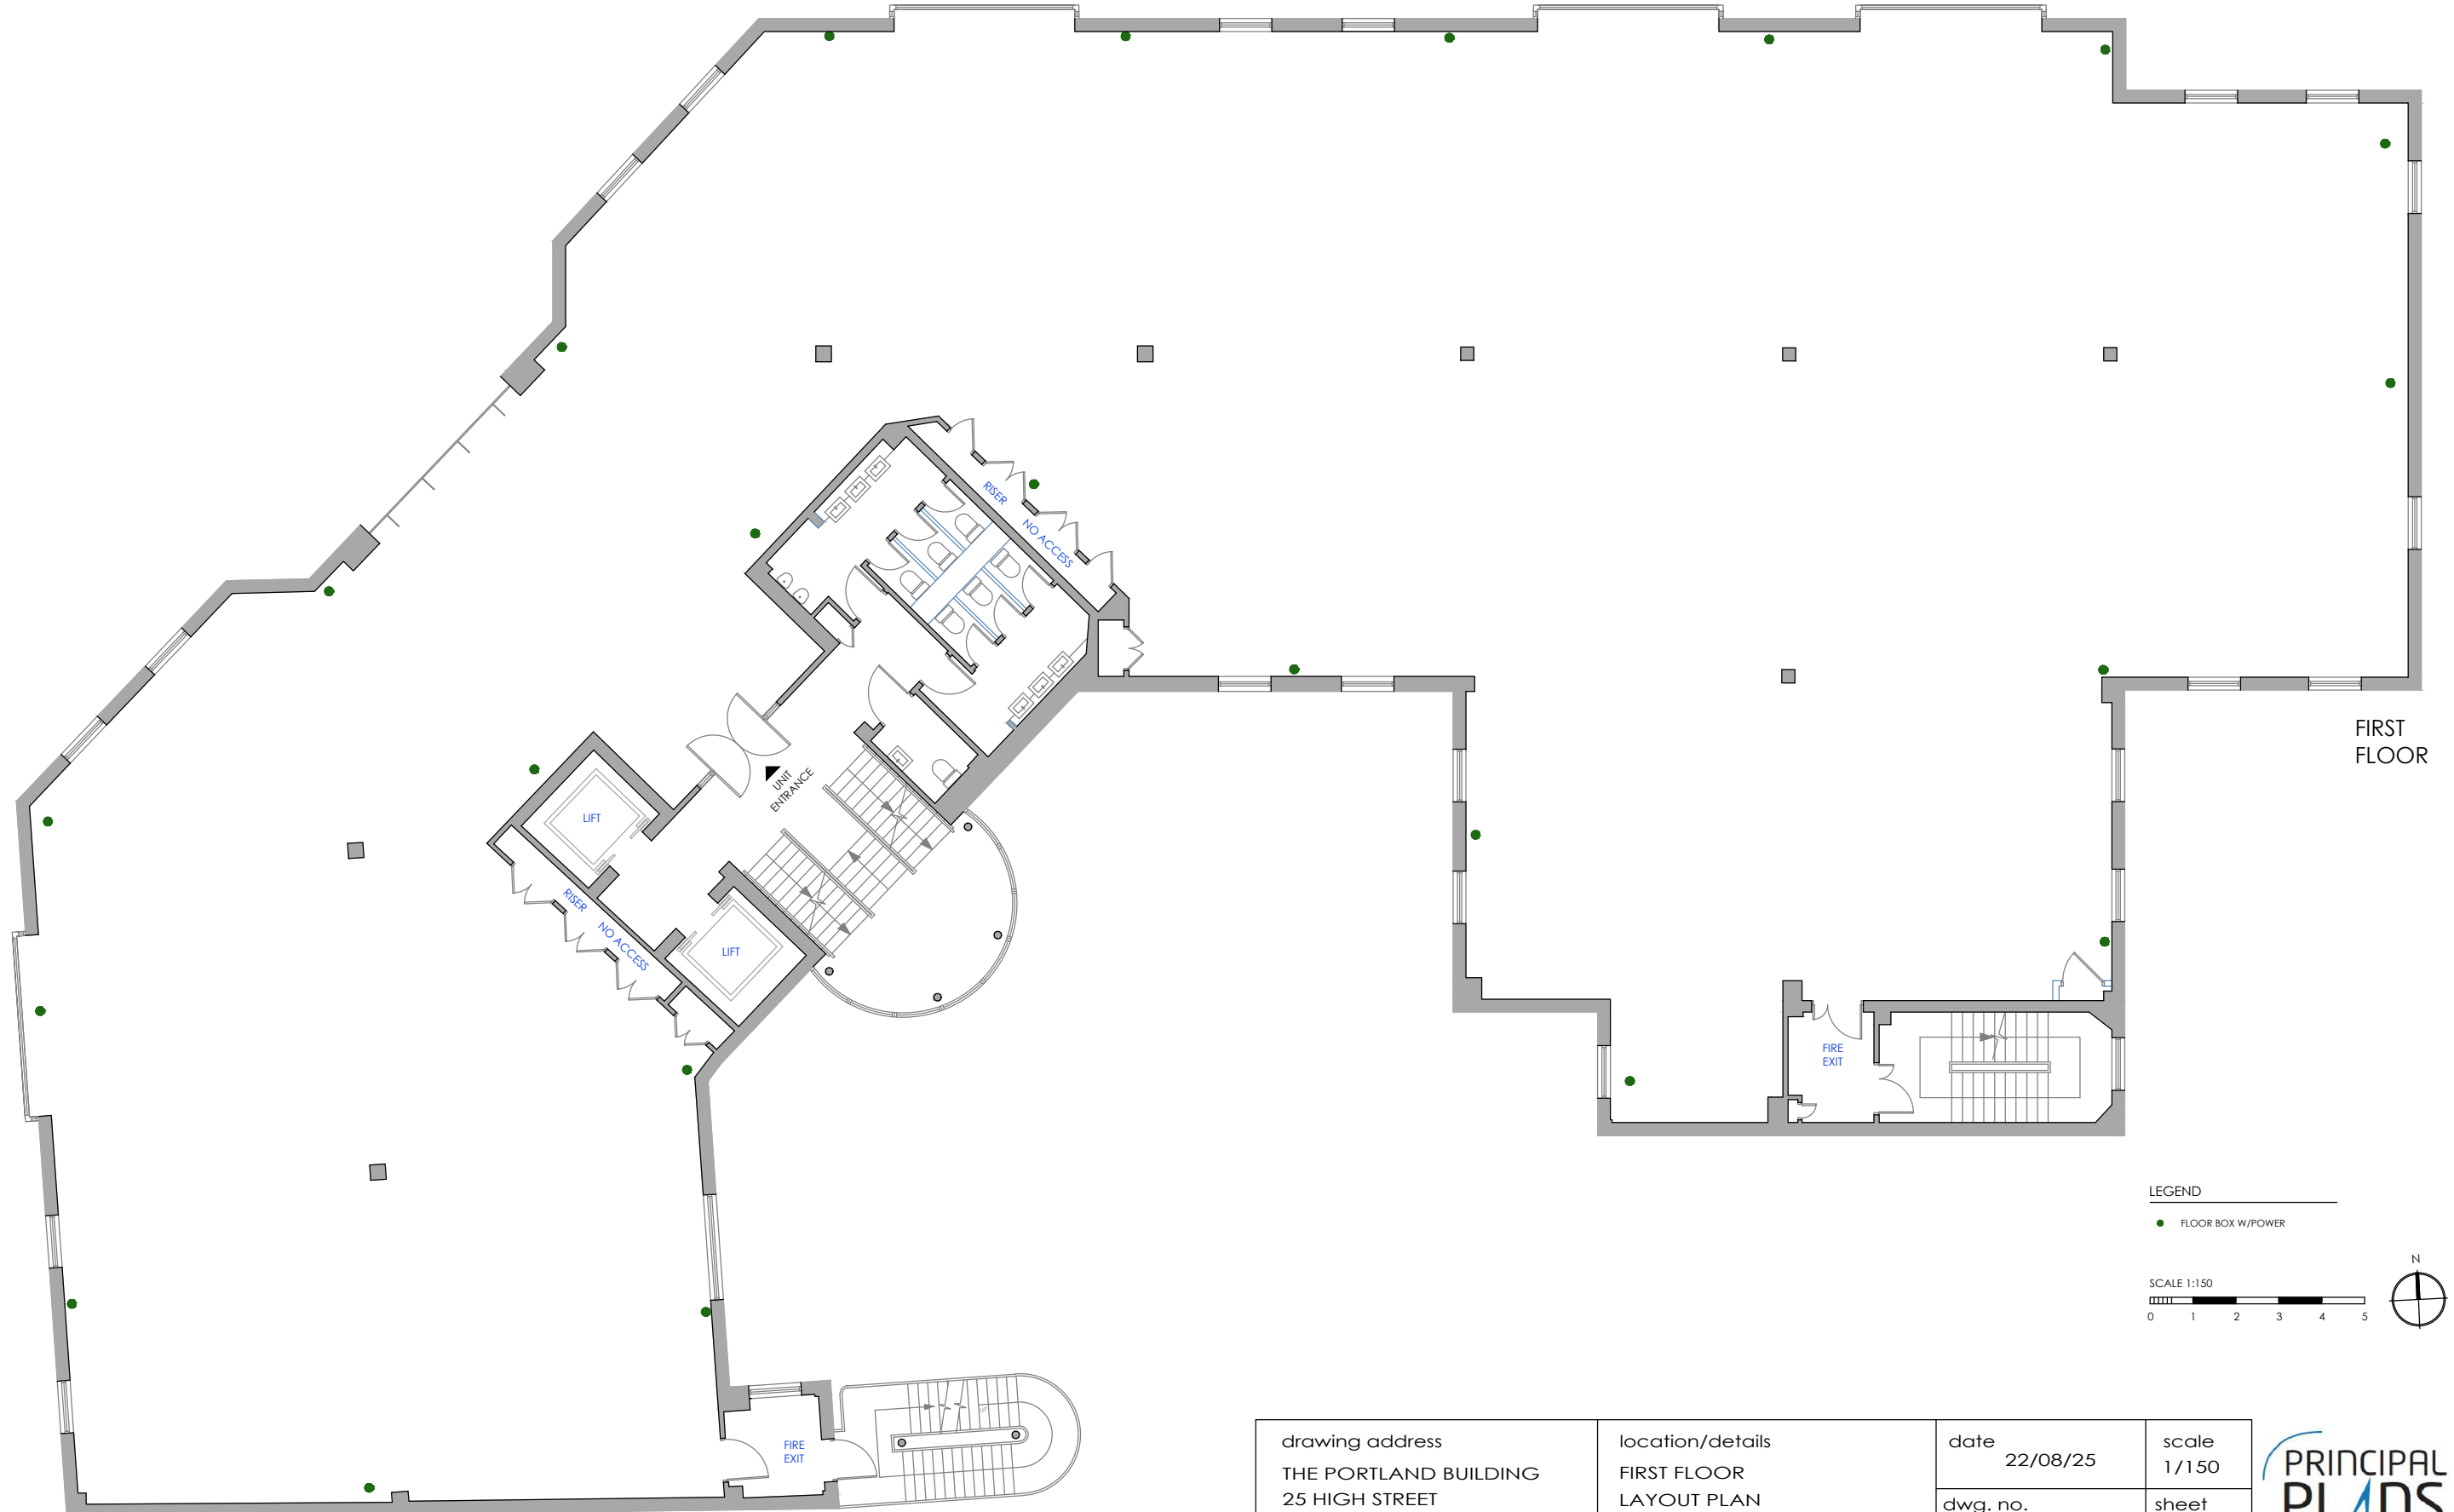 RISER
NO ACCESS
UNIT
ENTRANCE
LIFT
RISER
NO ACCESS
LIFT
FIRST
FLOOR
FIRE
EXIT
LEGEND
FLOOR BOX W/POWER
N
SCALE 1:150
0 1 2 3 4 5
FIRE
EXIT
drawing address
THE PORTLAND BUILDING
25 HIGH STREET
location/details
FIRST FLOOR
LAYOUT PLAN
date
22/08/25
scale
1/150
dwg. no.
sheet
PRINCIPAL
PLANS